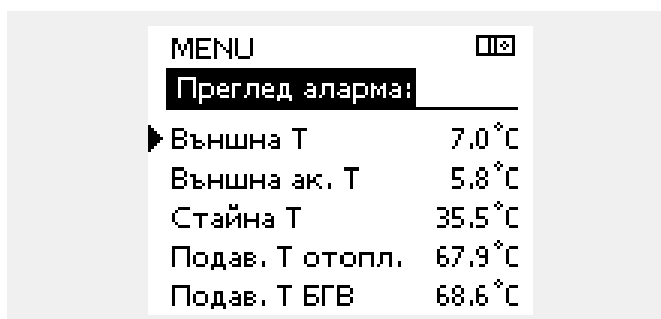 MENU
Преглед аларма:
Външна T 7.0°C
Външна ак. T 5.8°C
Стайна T 35.5°C
Подав. T отопл. 67.9°C
Подав. T БГВ 68.6°C